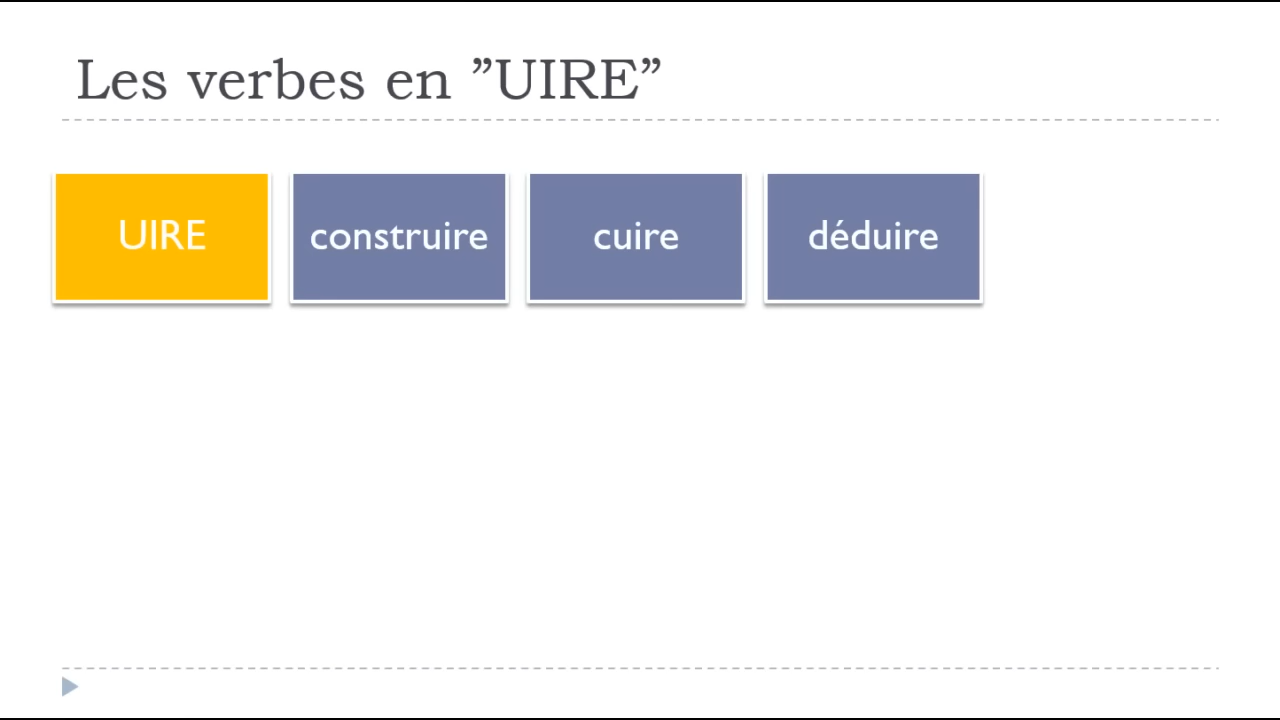 Les verbes en ”UIRE”
UIRE
construire
cuire
déduire